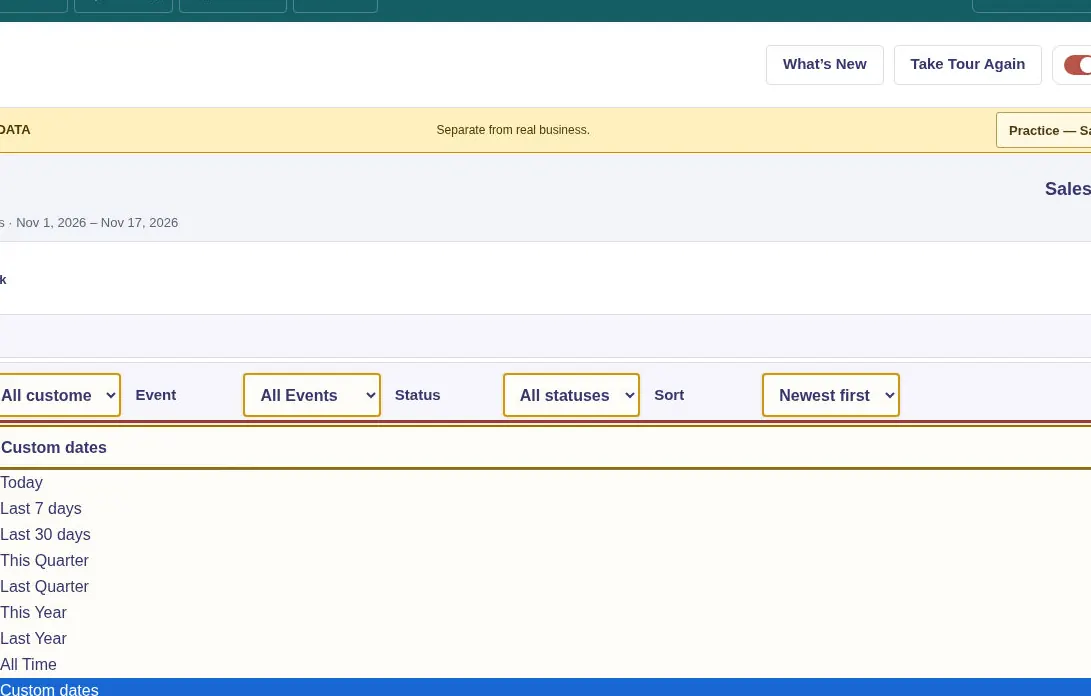 What’s New
Take Tour Again
DATA
Separate from real business.
Practice — Sa
Sales
s · Nov 1, 2026 – Nov 17, 2026
k
All custome
Event
All Events
Status
All statuses
Sort
Newest first
Custom dates
Today
Last 7 days
Last 30 days
This Quarter
Last Quarter
This Year
Last Year
All Time
Custom dates